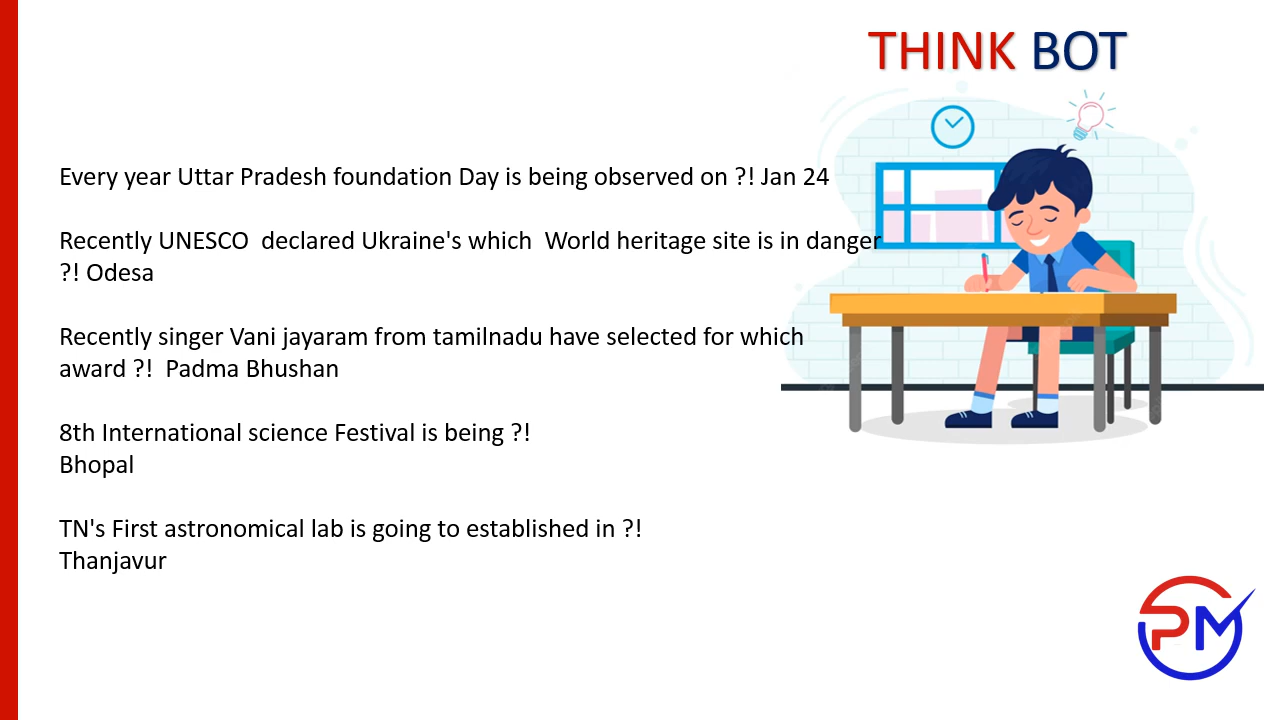 THINK BOT
Every year Uttar Pradesh foundation Day is being observed on ?! Jan 24
Recently UNESCO  declared Ukraine's which  World heritage site is in danger
?! Odesa
Recently singer Vani jayaram from tamilnadu have selected for which
award ?!  Padma Bhushan
8th International science Festival is being ?!
Bhopal
TN's First astronomical lab is going to established in ?!
Thanjavur
PM